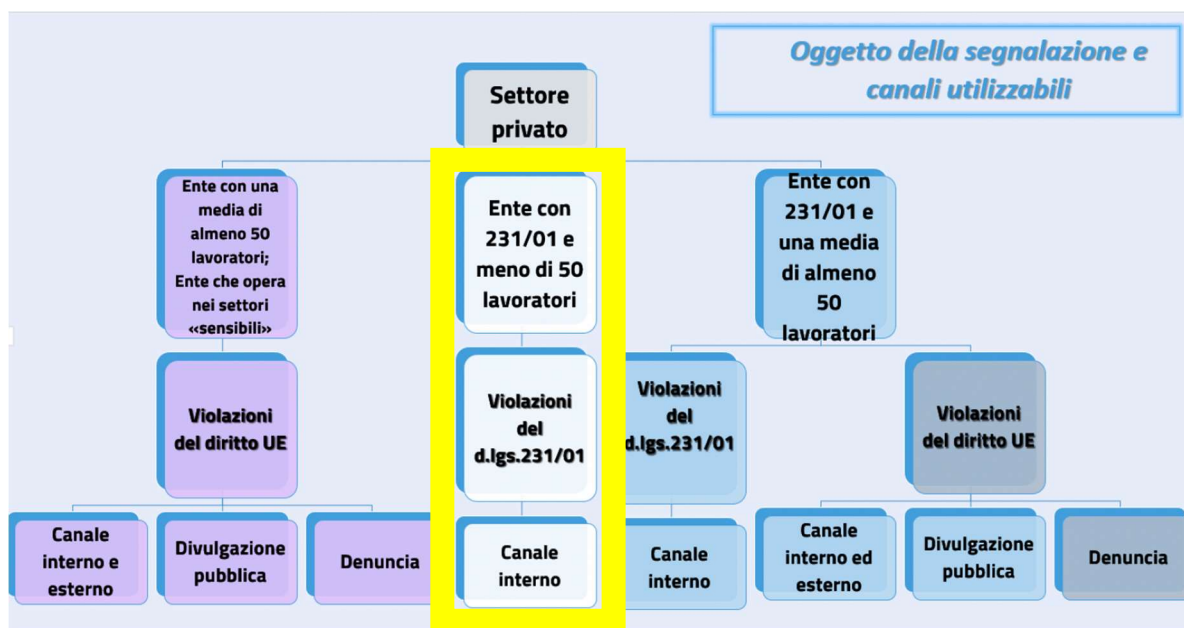 Oggetto della segnalazione e
canali utilizzabili
Settore
privato
Ente con una
media di
almeno 50
lavoratori;
Ente che opera
nei settori
«sensibili»
Ente con
231/01 e
meno di 50
lavoratori
Ente con
231/01 e
una media
di almeno
50
lavoratori
Violazioni
del diritto UE
Violazioni
del
d.lgs.231/01
Violazioni
del
d.lgs.231/01
Violazioni
del diritto UE
Canale
interno e
esterno
Divulgazione
pubblica
Denuncia
Canale
interno
Canale
interno
Canale
interno ed
esterno
Divulgazione
pubblica
Denuncia